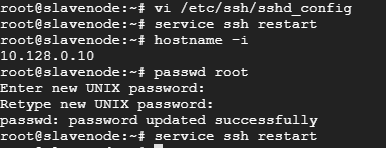 root@slavenode:~# vi /etc/ssh/sshd_config
root@slavenode:~# service ssh restart
root@slavenode:~# hostname -i
10.128.0.10
root@slavenode:~# passwd root
Enter new UNIX password:
Retype new UNIX password:
passwd: password updated successfully
root@slavenode:~# service ssh restart